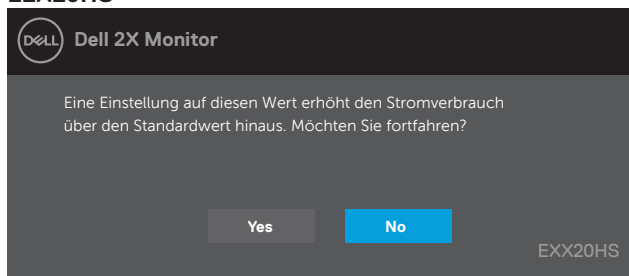 EXX20HS
DELL Dell 2X Monitor
Eine Einstellung auf diesen Wert erhöht den Stromverbrauch
über den Standardwert hinaus. Möchten Sie fortfahren?
Yes No
EXX20HS